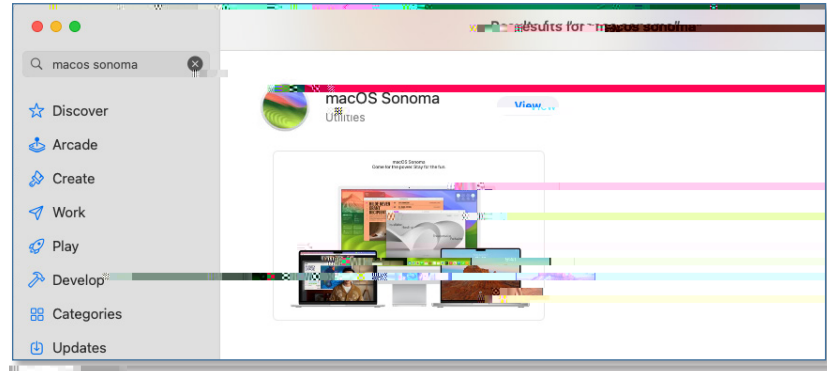 Results for "macos sonoma"
macos sonoma
Discover
Arcade
Create
Work
Play
Develop
Categories
Updates
macOS Sonoma
Utilities
View
macOS Sonoma